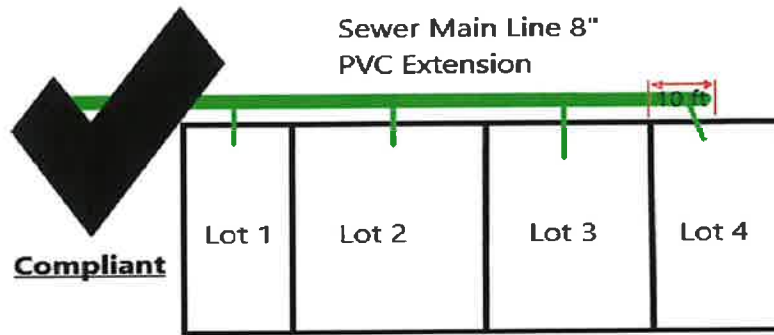 Sewer Main Line 8"
PVC Extension
10 ft
Lot 1
Lot 2
Lot 3
Lot 4
Compliant